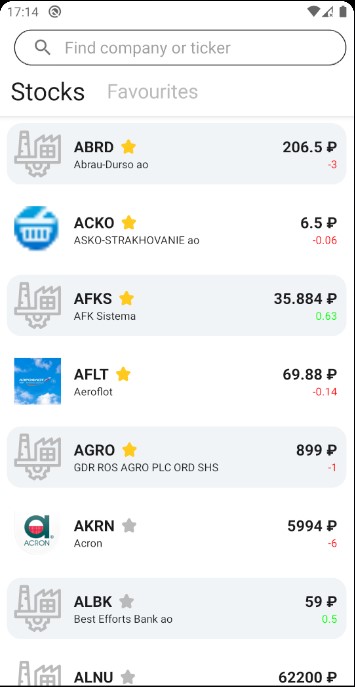 17:14
Find company or ticker
Stocks Favourites
ABRD 206.5 ₽
Abrau-Durso ao -3
ACKO 6.5 ₽
ASKO-STRAKHOVANIE ao -0.06
AFKS 35.884 ₽
AFK Sistema 0.63
AFLT 69.88 ₽
Aeroflot -0.14
AGRO 899 ₽
GDR ROS AGRO PLC ORD SHS -1
AKRN 5994 ₽
ACRON
Acron -6
ALBK 59 ₽
Best Efforts Bank ao 0.5
ALNU 62200 ₽